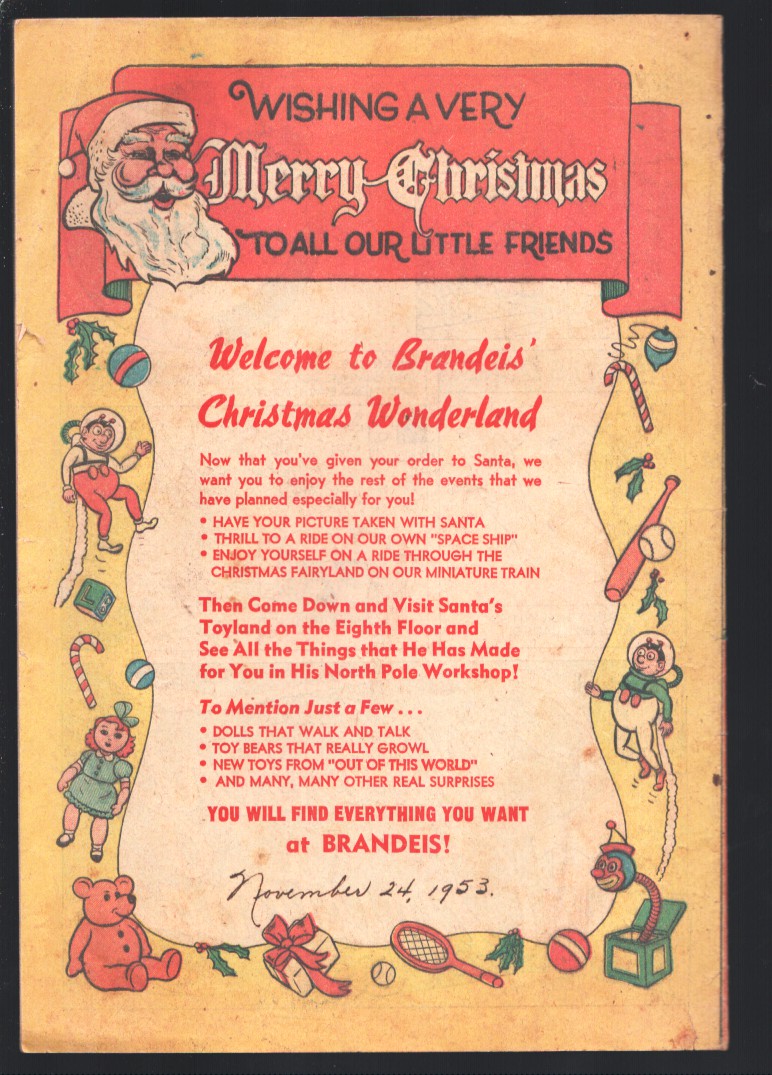 WISHING A VERY
Merry Christmas
TO ALL OUR LITTLE FRIENDS
Welcome to Brandeis'
Christmas Wonderland
Now that you've given your order to Santa, we
want you to enjoy the rest of the events that we
have planned especially for you!
• HAVE YOUR PICTURE TAKEN WITH SANTA
• THRILL TO A RIDE ON OUR OWN "SPACE SHIP"
• ENJOY YOURSELF ON A RIDE THROUGH THE
CHRISTMAS FAIRYLAND ON OUR MINIATURE TRAIN
Then Come Down and Visit Santa's
Toyland on the Eighth Floor and
See All the Things that He Has Made
for You in His North Pole Workshop!
To Mention Just a Few . . .
• DOLLS THAT WALK AND TALK
• TOY BEARS THAT REALLY GROWL
• NEW TOYS FROM "OUT OF THIS WORLD"
• AND MANY, MANY OTHER REAL SURPRISES
YOU WILL FIND EVERYTHING YOU WANT
at BRANDEIS!
November 24, 1953.